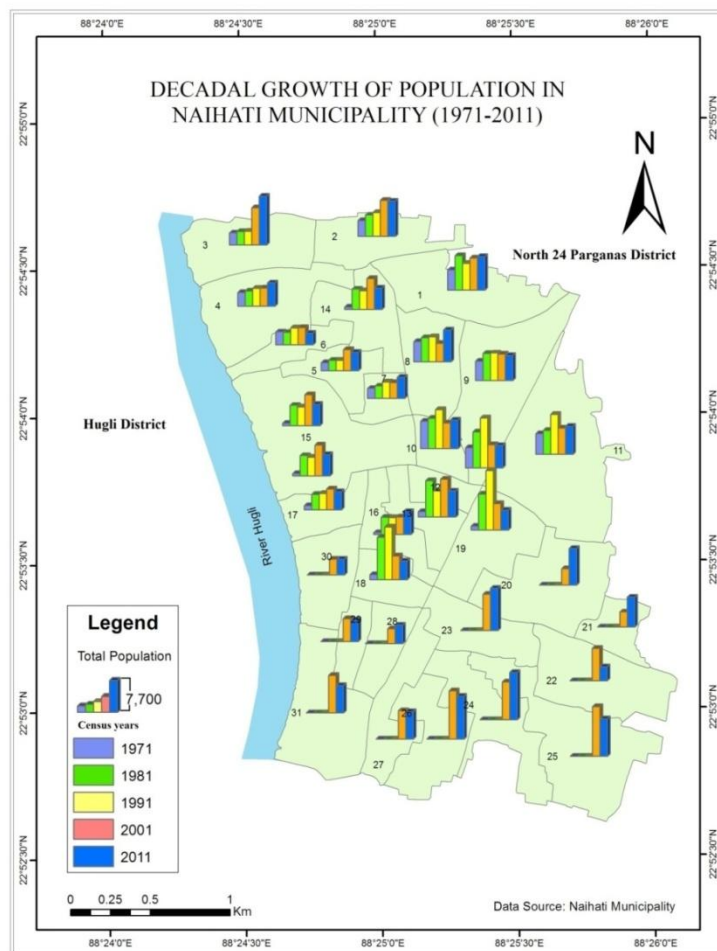 88°24'0"E 88°24'30"E 88°25'0"E 88°25'30"E 88°26'0"E
DECADAL GROWTH OF POPULATION IN
NAIHATI MUNICIPALITY (1971-2011)
22°55'0"N
22°55'0"N
N
3
2
North 24 Parganas District
22°54'30"N
22°54'30"N
4
14
1
6
5
7
8
9
Hugli District
22°54'0"N
22°54'0"N
15
10
11
12
17
16
19
River Hugli
22°53'30"N
22°53'30"N
30
18
20
29
28
23
21
22
31
26
24
25
27
22°53'0"N
22°53'0"N
Legend
Total Population
7,700
Census years
1971
1981
1991
2001
2011
22°52'30"N
22°52'30"N
0 0.25 0.5 1
Km
Data Source: Naihati Municipality
88°24'0"E 88°24'30"E 88°25'0"E 88°25'30"E 88°26'0"E